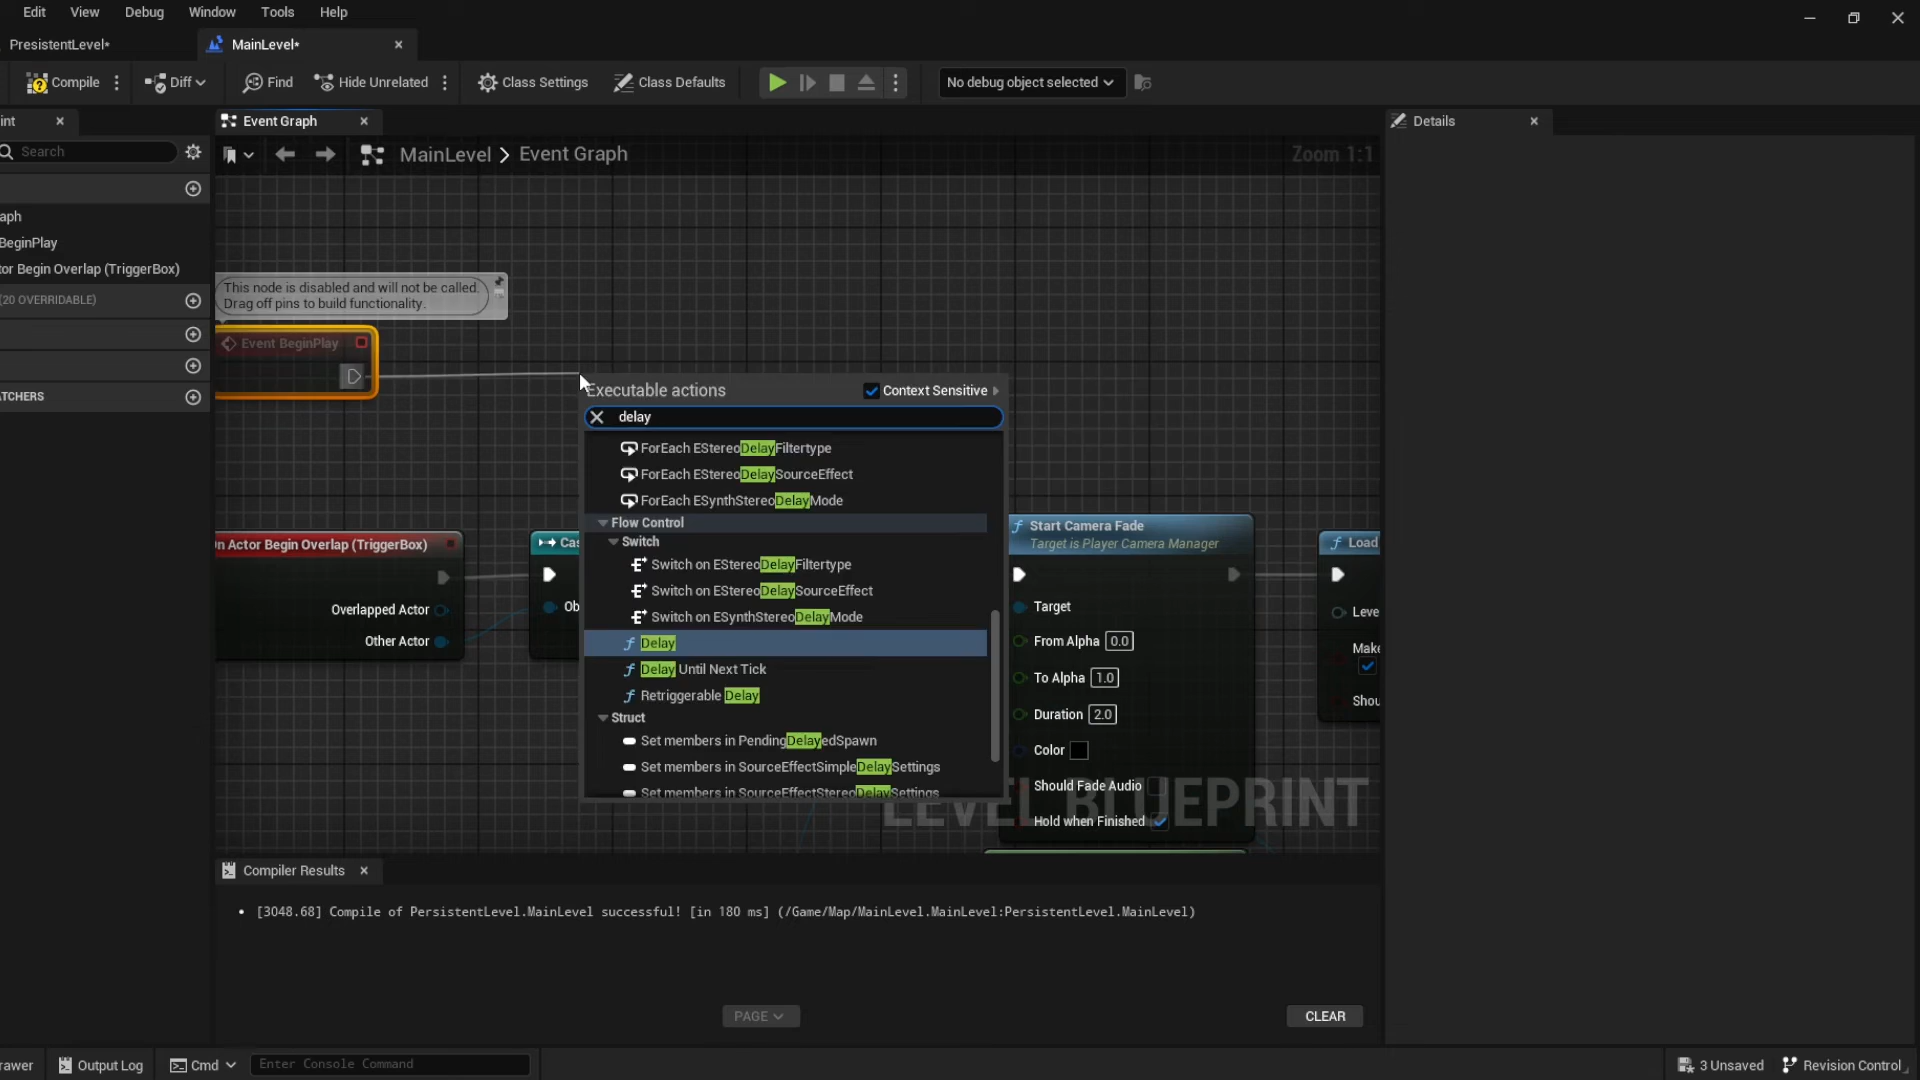 Edit View Debug Window Tools Help
PresistentLevel* MainLevel*
Compile Diff Find Hide Unrelated Class Settings Class Defaults No debug object selected
int Event Graph Details
Search
MainLevel > Event Graph Zoom 1:1
aph
BeginPlay
or Begin Overlap (TriggerBox)
(20 OVERRIDABLE)
TCHERS
This node is disabled and will not be called.
Drag off pins to build functionality.
Event BeginPlay
Executable actions Context Sensitive
delay
ForEach EStereoDelayFiltertype
ForEach EStereoDelaySourceEffect
ForEach ESynthStereoDelayMode
Flow Control
Switch
Switch on EStereoDelayFiltertype
Switch on EStereoDelaySourceEffect
Switch on ESynthStereoDelayMode
Delay
Delay Until Next Tick
Retriggerable Delay
Struct
Set members in PendingDelayedSpawn
Set members in SourceEffectSimpleDelaySettings
Set members in SourceEffectStereoDelaySettings
n Actor Begin Overlap (TriggerBox)
Overlapped Actor
Other Actor
Cas
Ob
Start Camera Fade
Target is Player Camera Manager
Target
From Alpha 0.0
To Alpha 1.0
Duration 2.0
Color
Should Fade Audio
Hold when Finished
Load
Leve
Make
Shou
LEVEL BLUEPRINT
Compiler Results
• [3048.68] Compile of PersistentLevel.MainLevel successful! [in 180 ms] (/Game/Map/MainLevel.MainLevel:PersistentLevel.MainLevel)
PAGE CLEAR
rawer Output Log Cmd Enter Console Command 3 Unsaved Revision Control